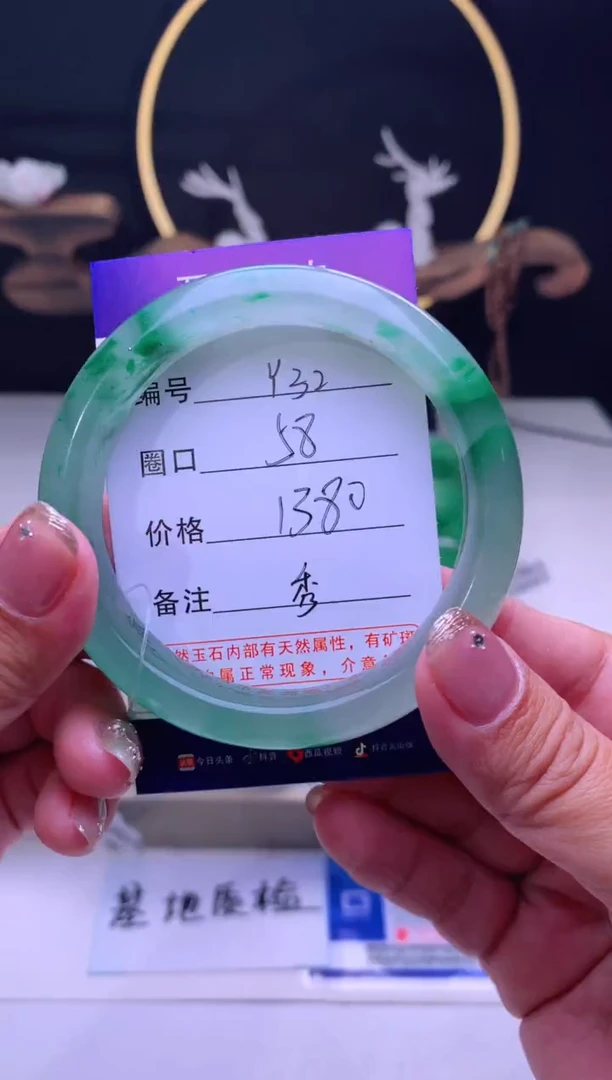 编号 Y32
圈口 58
价格 1380
备注 秀
然玉石内部有天然属性，有矿斑
属正常现象，介意
今日头条 抖音 西瓜视频 抖音火山版
基地质检